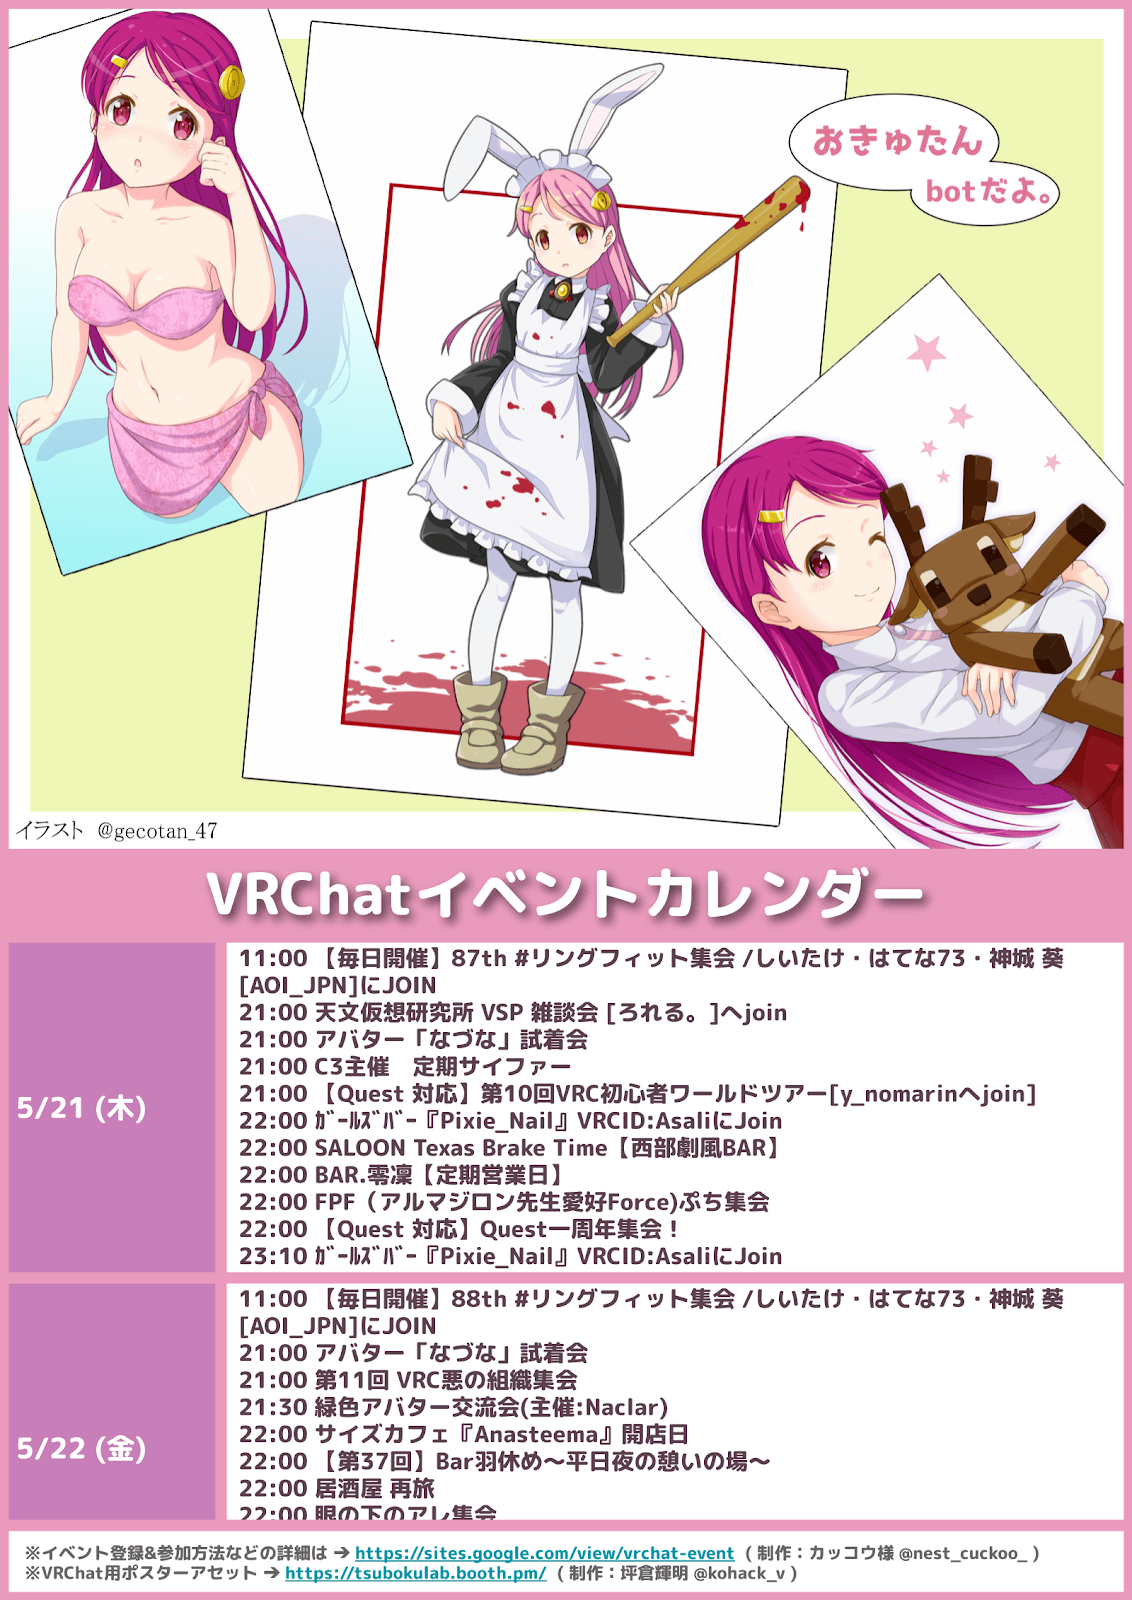 おきゅたん
botだよ。
イラスト @gecotan_47
VRChatイベントカレンダー
5/21 (木)
11:00 【毎日開催】87th #リングフィット集会 /しいたけ・はてな73・神城 葵
[AOI_JPN]にJOIN
21:00 天文仮想研究所 VSP 雑談会 [ろれる。]へjoin
21:00 アバター「なづな」試着会
21:00 C3主催　定期サイファー
21:00 【Quest 対応】第10回VRC初心者ワールドツアー[y_nomarinへjoin]
22:00 ｶﾞｰﾙｽﾞﾊﾞｰ『Pixie_Nail』VRCID:AsaliにJoin
22:00 SALOON Texas Brake Time【西部劇風BAR】
22:00 BAR.零凜【定期営業日】
22:00 FPF（アルマジロン先生愛好Force)ぷち集会
22:00 【Quest 対応】Quest一周年集会！
23:10 ｶﾞｰﾙｽﾞﾊﾞｰ『Pixie_Nail』VRCID:AsaliにJoin
5/22 (金)
11:00 【毎日開催】88th #リングフィット集会 /しいたけ・はてな73・神城 葵
[AOI_JPN]にJOIN
21:00 アバター「なづな」試着会
21:00 第11回 VRC悪の組織集会
21:30 緑色アバター交流会(主催:Naclar)
22:00 サイズカフェ『Anasteema』開店日
22:00 【第37回】Bar羽休め〜平日夜の憩いの場〜
22:00 居酒屋 再旅
22:00 眼の下のアレ集会
※イベント登録&参加方法などの詳細は → https://sites.google.com/view/vrchat-event ( 制作：カッコウ様 @nest_cuckoo_ )
※VRChat用ポスターアセット → https://tsubokulab.booth.pm/ ( 制作：坪倉輝明 @kohack_v )